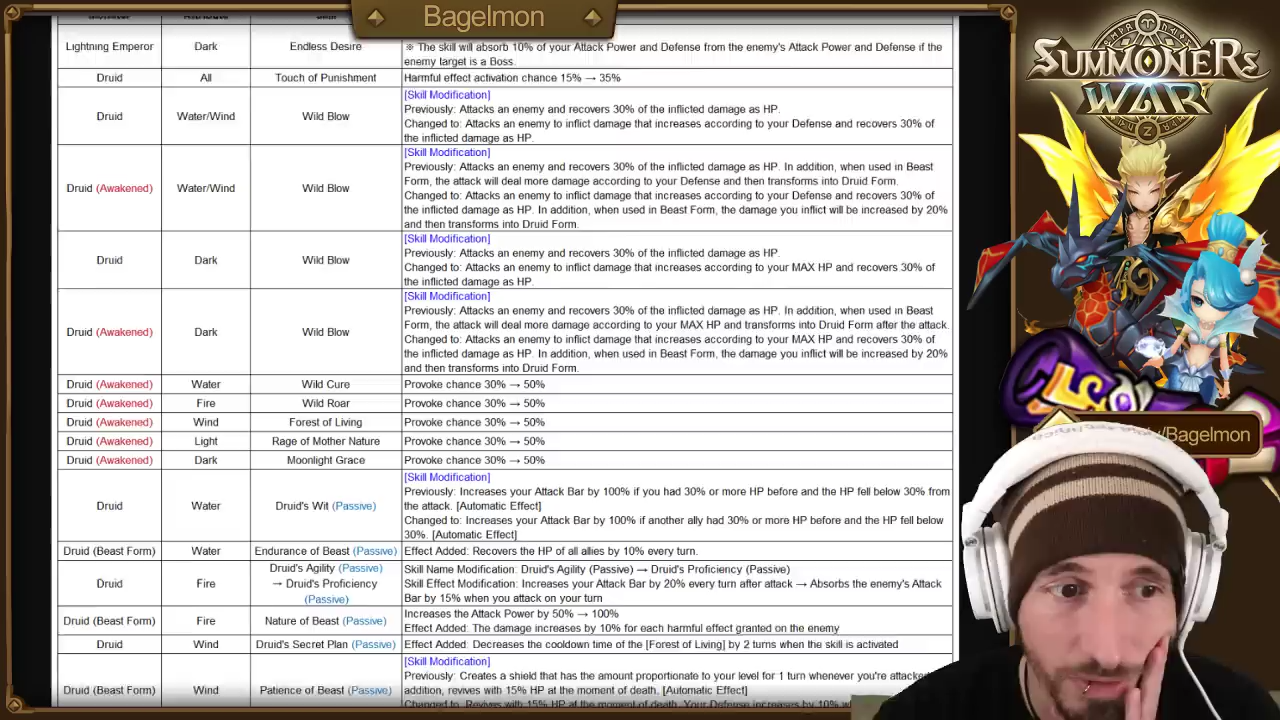 Bagelmon
SUMMONERS
WAR
Lightning Emperor Dark Endless Desire ※ The skill will absorb 10% of your Attack Power and Defense from the enemy's Attack Power and Defense if the
enemy target is a Boss.
Druid All Touch of Punishment Harmful effect activation chance 15% → 35%
Druid Water/Wind Wild Blow [Skill Modification]
Previously: Attacks an enemy and recovers 30% of the inflicted damage as HP.
Changed to: Attacks an enemy to inflict damage that increases according to your Defense and recovers 30% of
the inflicted damage as HP.
Druid (Awakened) Water/Wind Wild Blow [Skill Modification]
Previously: Attacks an enemy and recovers 30% of the inflicted damage as HP. In addition, when used in Beast
Form, the attack will deal more damage according to your Defense and then transforms into Druid Form.
Changed to: Attacks an enemy to inflict damage that increases according to your Defense and recovers 30% of
the inflicted damage as HP. In addition, when used in Beast Form, the damage you inflict will be increased by 20%
and then transforms into Druid Form.
Druid Dark Wild Blow [Skill Modification]
Previously: Attacks an enemy and recovers 30% of the inflicted damage as HP.
Changed to: Attacks an enemy to inflict damage that increases according to your MAX HP and recovers 30% of
the inflicted damage as HP.
Druid (Awakened) Dark Wild Blow [Skill Modification]
Previously: Attacks an enemy and recovers 30% of the inflicted damage as HP. In addition, when used in Beast
Form, the attack will deal more damage according to your MAX HP and transforms into Druid Form after the attack.
Changed to: Attacks an enemy to inflict damage that increases according to your MAX HP and recovers 30% of
the inflicted damage as HP. In addition, when used in Beast Form, the damage you inflict will be increased by 20%
and then transforms into Druid Form.
Druid (Awakened) Water Wild Cure Provoke chance 30% → 50%
Druid (Awakened) Fire Wild Roar Provoke chance 30% → 50%
Druid (Awakened) Wind Forest of Living Provoke chance 30% → 50%
Druid (Awakened) Light Rage of Mother Nature Provoke chance 30% → 50%
Druid (Awakened) Dark Moonlight Grace Provoke chance 30% → 50%
Druid Water Druid's Wit (Passive) [Skill Modification]
Previously: Increases your Attack Bar by 100% if you had 30% or more HP before and the HP fell below 30% from
the attack. [Automatic Effect]
Changed to: Increases your Attack Bar by 100% if another ally had 30% or more HP before and the HP fell below
30%. [Automatic Effect]
Druid (Beast Form) Water Endurance of Beast (Passive) Effect Added: Recovers the HP of all allies by 10% every turn.
Druid Fire Druid's Agility (Passive)
→ Druid's Proficiency
(Passive)
Skill Name Modification: Druid's Agility (Passive) → Druid's Proficiency (Passive)
Skill Effect Modification: Increases your Attack Bar by 20% every turn after attack → Absorbs the enemy's Attack
Bar by 15% when you attack on your turn
Druid (Beast Form) Fire Nature of Beast (Passive) Increases the Attack Power by 50% → 100%
Effect Added: The damage increases by 10% for each harmful effect granted on the enemy
Druid Wind Druid's Secret Plan (Passive) Effect Added: Decreases the cooldown time of the [Forest of Living] by 2 turns when the skill is activated
Druid (Beast Form) Wind Patience of Beast (Passive) [Skill Modification]
Previously: Creates a shield that has the amount proportionate to your level for 1 turn whenever you're attacked
addition, revives with 15% HP at the moment of death. [Automatic Effect]
Changed to: Revives with 15% HP at the moment of death. Your Defense increases by 10%
/Bagelmon